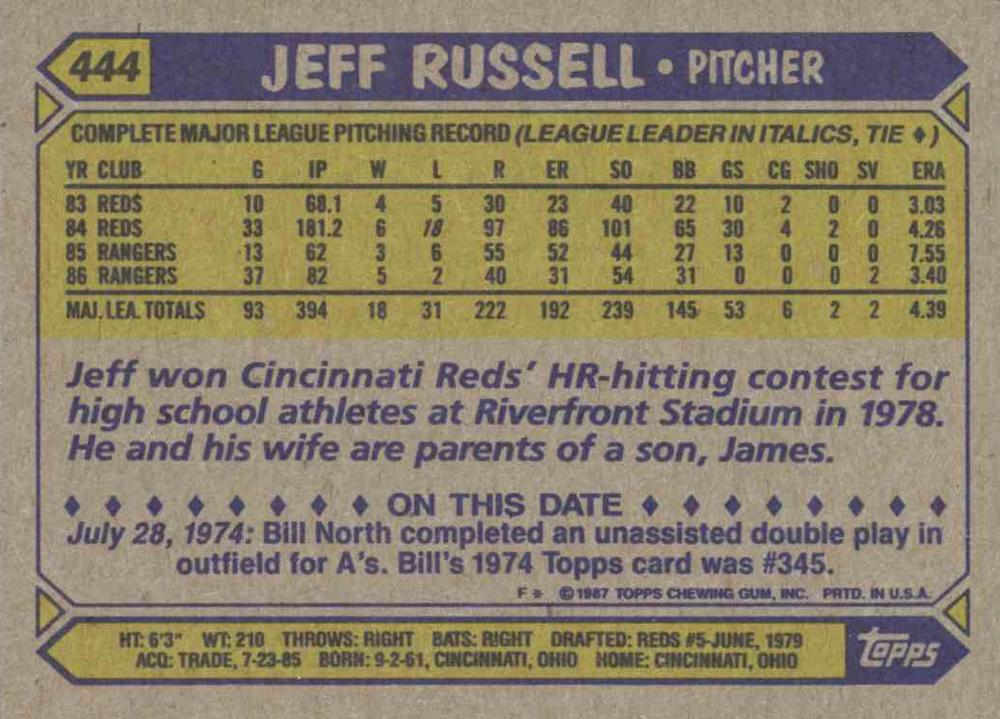 444 JEFF RUSSELL • PITCHER
COMPLETE MAJOR LEAGUE PITCHING RECORD (LEAGUE LEADER IN ITALICS, TIE ♦)
YR CLUB G IP W L R ER SO BB GS CG SHO SV ERA
83 REDS 10 68.1 4 5 30 23 40 22 10 2 0 0 3.03
84 REDS 33 181.2 6 18 97 86 101 65 30 4 2 0 4.26
85 RANGERS 13 62 3 6 55 52 44 27 13 0 0 0 7.55
86 RANGERS 37 82 5 2 40 31 54 31 0 0 0 2 3.40
MAJ. LEA. TOTALS 93 394 18 31 222 192 239 145 53 6 2 2 4.39
Jeff won Cincinnati Reds' HR-hitting contest for
high school athletes at Riverfront Stadium in 1978.
He and his wife are parents of a son, James.
♦ ♦ ♦ ♦ ♦ ♦ ♦ ♦ ON THIS DATE ♦ ♦ ♦ ♦ ♦ ♦ ♦ ♦
July 28, 1974: Bill North completed an unassisted double play in
outfield for A's. Bill's 1974 Topps card was #345.
F * © 1987 TOPPS CHEWING GUM, INC. PRTD. IN U.S.A.
HT: 6'3" WT: 210 THROWS: RIGHT BATS: RIGHT DRAFTED: REDS #5-JUNE, 1979
ACQ: TRADE, 7-23-85 BORN: 9-2-61, CINCINNATI, OHIO HOME: CINCINNATI, OHIO
Topps